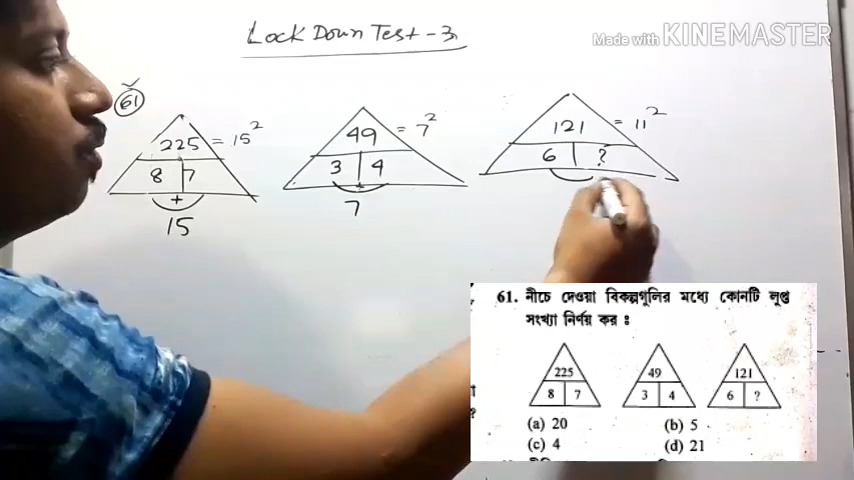 Lock Down Test - 3
Made with KINEMASTER
61
225 = 15²
8 7
+
15
49 = 7²
3 4
+
7
121 = 11²
6 ?
61. নীচে দেওয়া বিকল্পগুলির মধ্যে কোনটি লুপ্ত
সংখ্যা নির্ণয় কর :
225 49 121
8 7 3 4 6 ?
(a) 20 (b) 5
(c) 4 (d) 21